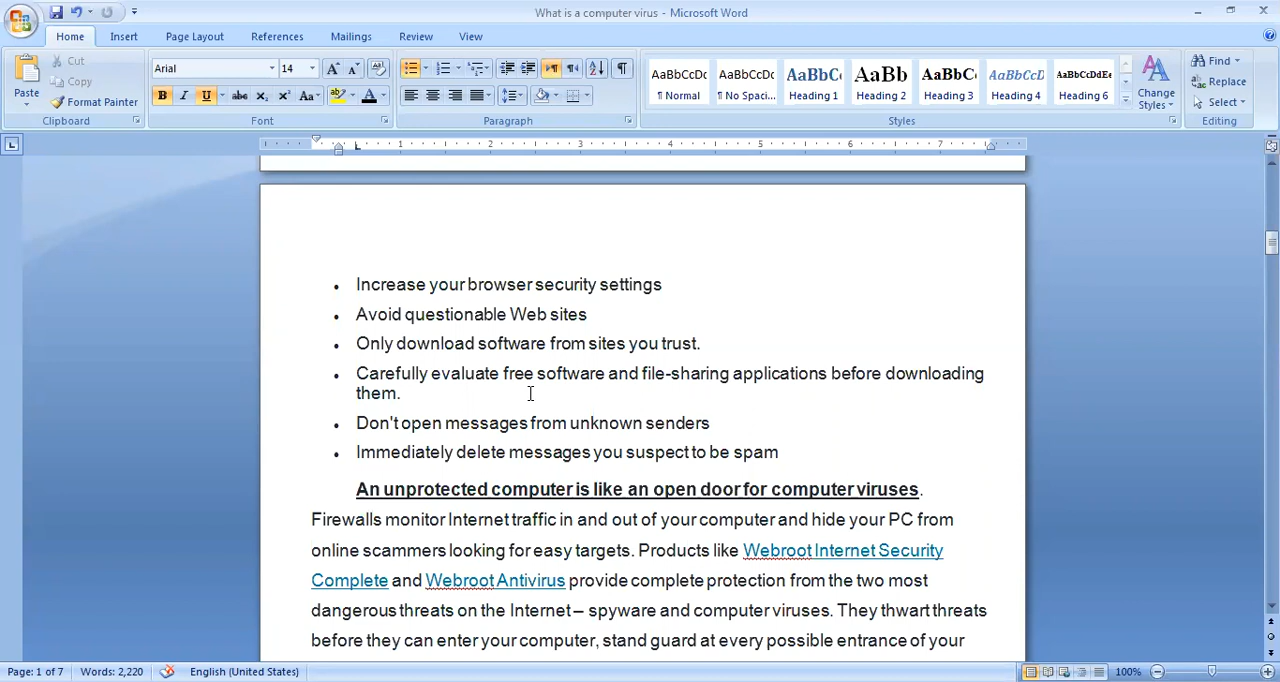 What is a computer virus - Microsoft Word
Home Insert Page Layout References Mailings Review View
Paste
Cut
Copy
Format Painter
Clipboard
Arial 14
Font
Paragraph
AaBbCcDc AaBbCcDc AaBbC AaBb AaBbC AaBbCcD AaBbCcDdEe
¶ Normal ¶ No Spaci... Heading 1 Heading 2 Heading 3 Heading 4 Heading 6
Change
Styles
Styles
Find
Replace
Select
Editing
1 2 3 4 5 6 7
• Increase your browser security settings
• Avoid questionable Web sites
• Only download software from sites you trust.
• Carefully evaluate free software and file-sharing applications before downloading
them.
• Don't open messages from unknown senders
• Immediately delete messages you suspect to be spam
An unprotected computer is like an open door for computer viruses.
Firewalls monitor Internet traffic in and out of your computer and hide your PC from
online scammers looking for easy targets. Products like Webroot Internet Security
Complete and Webroot Antivirus provide complete protection from the two most
dangerous threats on the Internet – spyware and computer viruses. They thwart threats
before they can enter your computer, stand guard at every possible entrance of your
Page: 1 of 7 Words: 2,220 English (United States) 100%